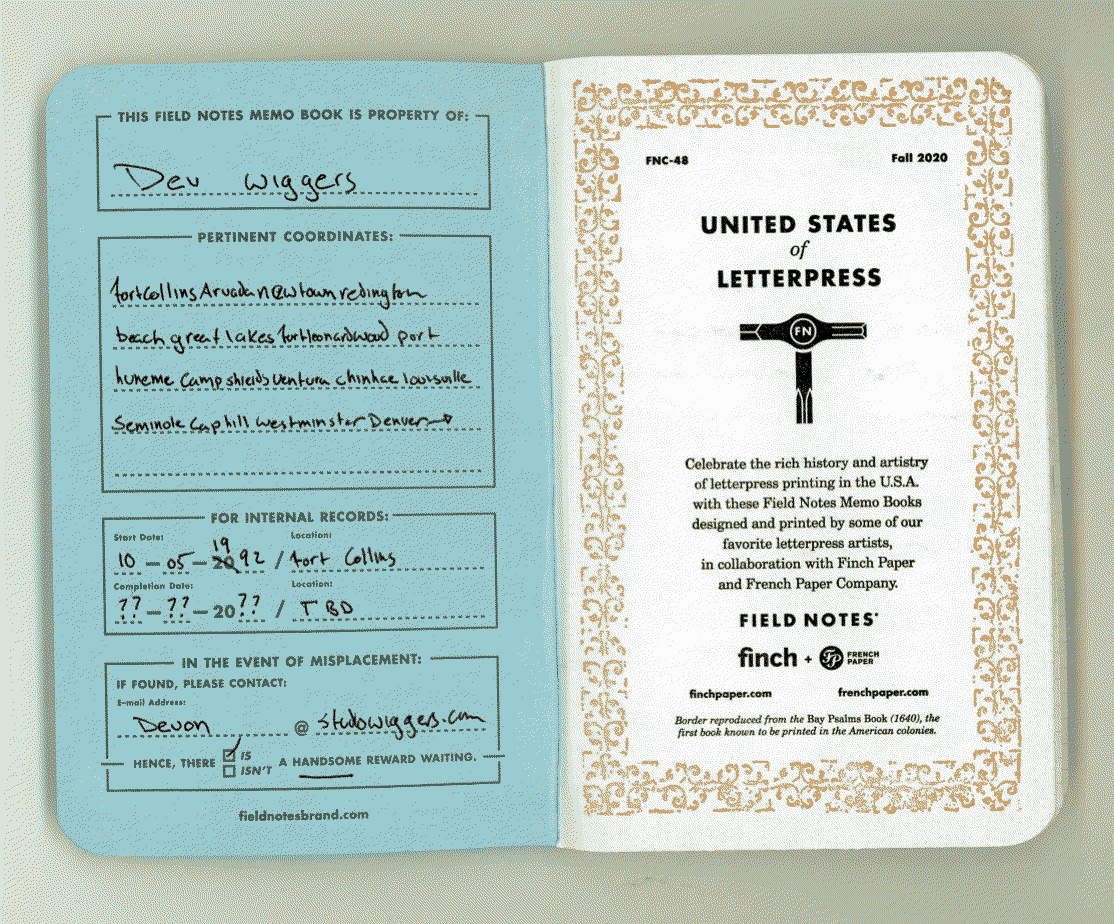 THIS FIELD NOTES MEMO BOOK IS PROPERTY OF:
Dev Wiggers
PERTINENT COORDINATES:
fortCollins Arvada newtown redington
beach great lakes fortleonardwood port
hueneme Camp shields Ventura chinhae louisville
Seminole Caphill Westminster Denver→
FOR INTERNAL RECORDS:
Start Date: Location:
10 — 05 — 20 19 92 / fort Collins
Completion Date: Location:
?? — ?? — 20?? / TBD
IN THE EVENT OF MISPLACEMENT:
IF FOUND, PLEASE CONTACT:
E-mail Address:
Devon @ studowiggers.com
HENCE, THERE IS A HANDSOME REWARD WAITING.
ISN'T
fieldnotesbrand.com
FNC-48 Fall 2020
UNITED STATES
of
LETTERPRESS
FN
Celebrate the rich history and artistry
of letterpress printing in the U.S.A.
with these Field Notes Memo Books
designed and printed by some of our
favorite letterpress artists,
in collaboration with Finch Paper
and French Paper Company.
FIELD NOTES®
finch + FP FRENCH PAPER
finchpaper.com frenchpaper.com
Border reproduced from the Bay Psalms Book (1640), the
first book known to be printed in the American colonies.